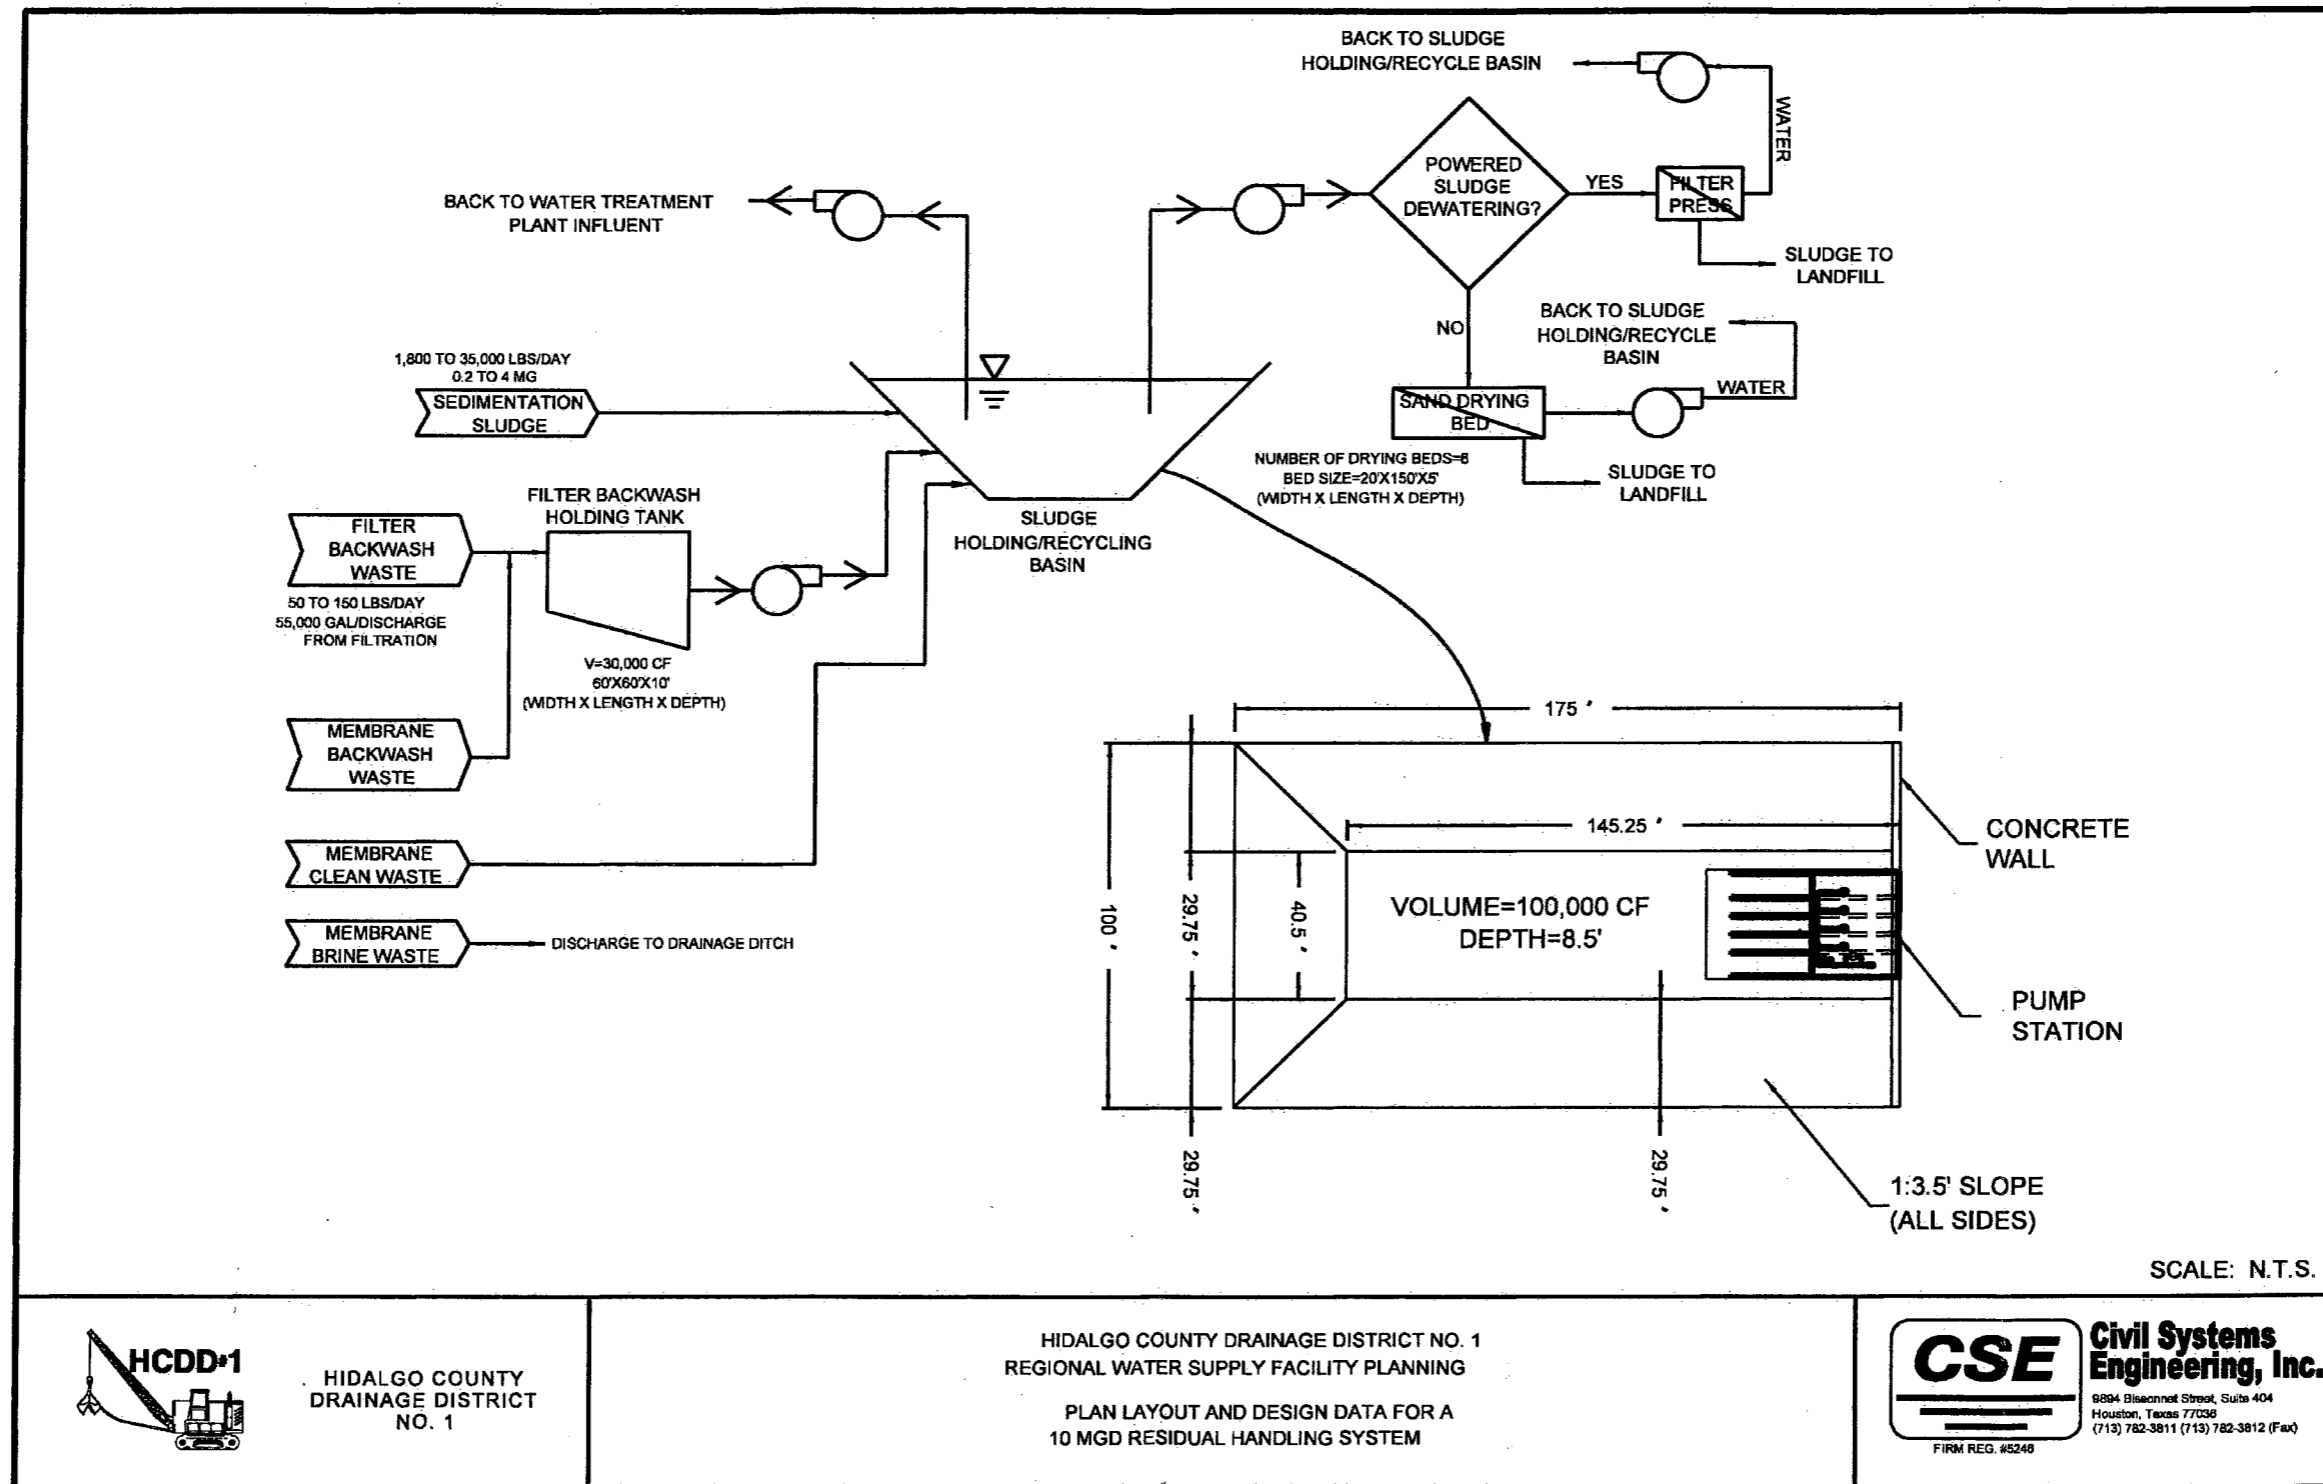 BACK TO SLUDGE
HOLDING/RECYCLE BASIN
WATER
POWERED
SLUDGE
DEWATERING?
YES
FILTER
PRESS
SLUDGE TO
LANDFILL
BACK TO WATER TREATMENT
PLANT INFLUENT
NO
BACK TO SLUDGE
HOLDING/RECYCLE
BASIN
WATER
SAND DRYING
BED
NUMBER OF DRYING BEDS=6
BED SIZE=20'X150'X5'
(WIDTH X LENGTH X DEPTH)
SLUDGE TO
LANDFILL
1,800 TO 35,000 LBS/DAY
0.2 TO 4 MG
SEDIMENTATION
SLUDGE
SLUDGE
HOLDING/RECYCLING
BASIN
FILTER BACKWASH
HOLDING TANK
FILTER
BACKWASH
WASTE
50 TO 150 LBS/DAY
55,000 GAL/DISCHARGE
FROM FILTRATION
V=30,000 CF
60'X60'X10'
(WIDTH X LENGTH X DEPTH)
MEMBRANE
BACKWASH
WASTE
MEMBRANE
CLEAN WASTE
MEMBRANE
BRINE WASTE
DISCHARGE TO DRAINAGE DITCH
175 '
145.25 '
100 '
29.75 '
40.5 '
VOLUME=100,000 CF
DEPTH=8.5'
CONCRETE
WALL
PUMP
STATION
29.75 '
29.75 '
1:3.5' SLOPE
(ALL SIDES)
SCALE: N.T.S.
HCDD#1
HIDALGO COUNTY
DRAINAGE DISTRICT
NO. 1
HIDALGO COUNTY DRAINAGE DISTRICT NO. 1
REGIONAL WATER SUPPLY FACILITY PLANNING
PLAN LAYOUT AND DESIGN DATA FOR A
10 MGD RESIDUAL HANDLING SYSTEM
CSE
FIRM REG. #5246
Civil Systems
Engineering, Inc.
9894 Bissonnet Street, Suite 404
Houston, Texas 77036
(713) 782-3811 (713) 782-3812 (Fax)